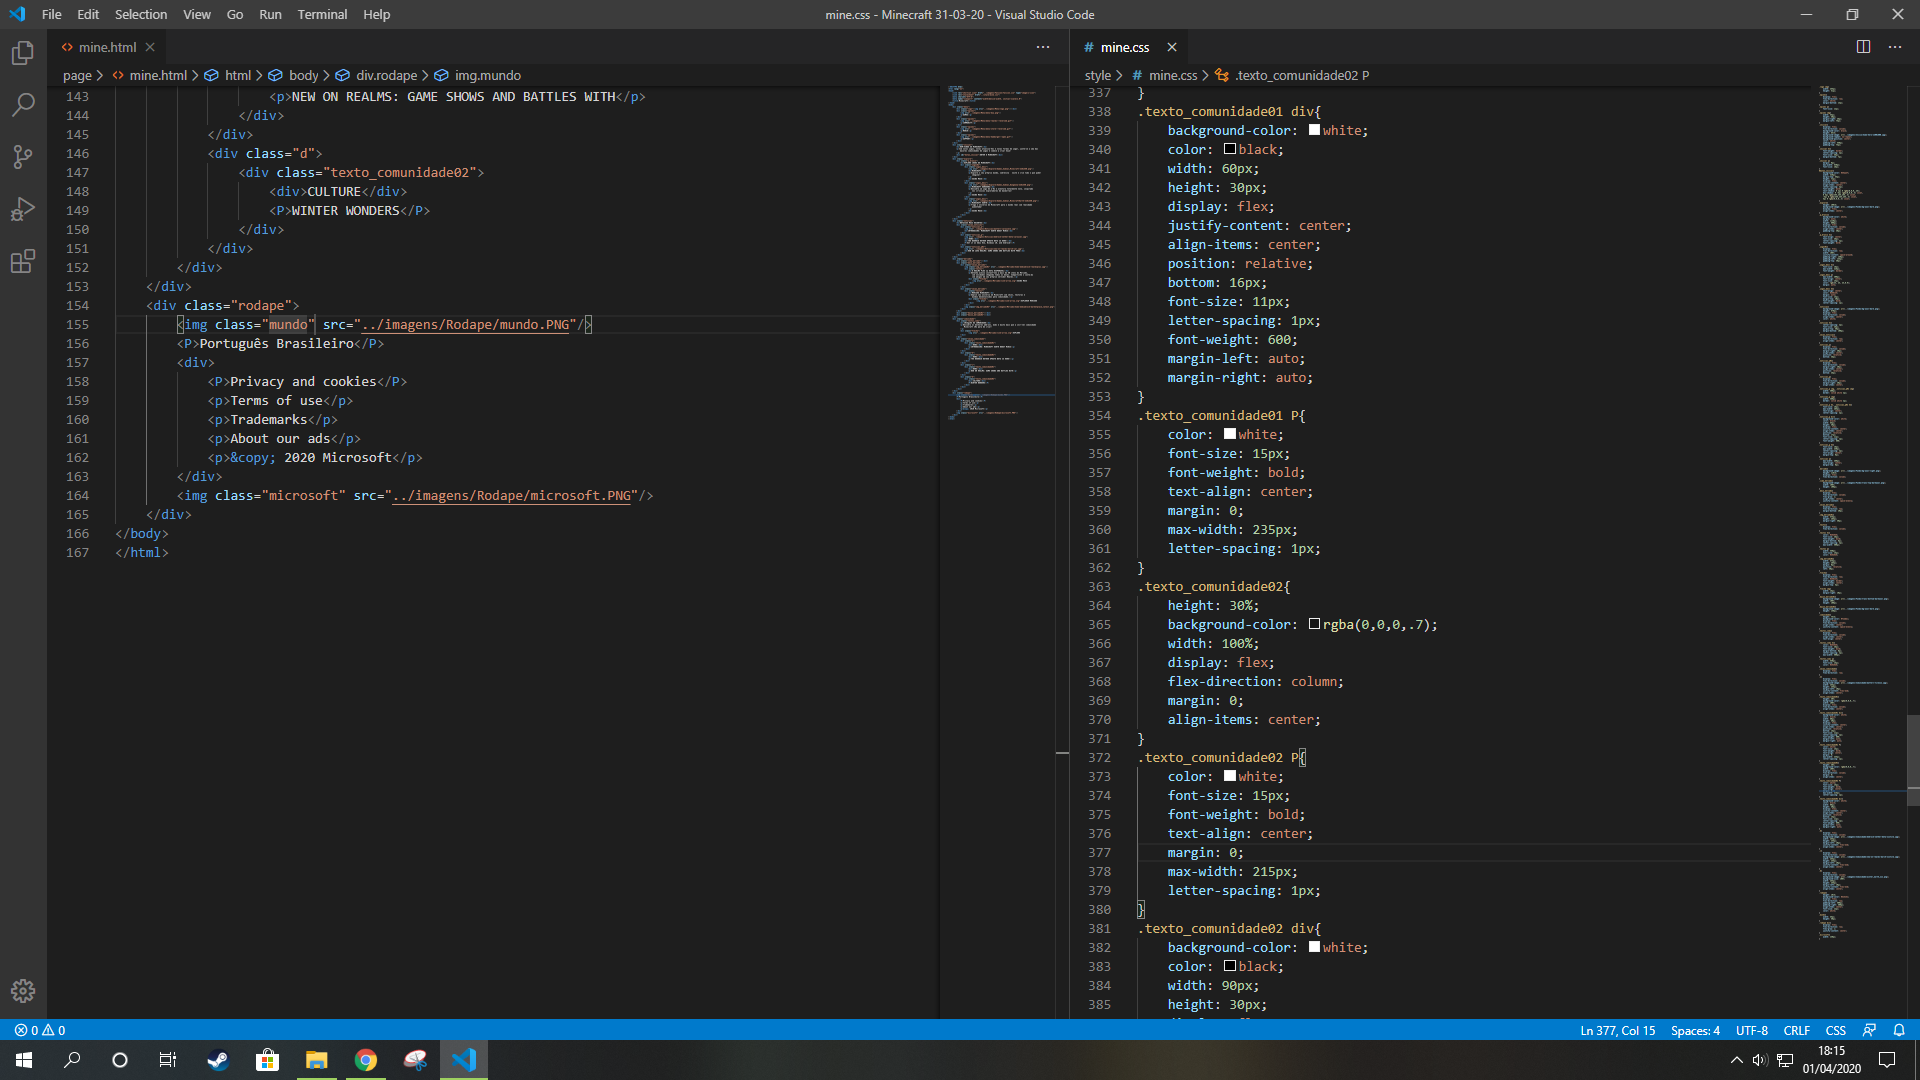 File Edit Selection View Go Run Terminal Help
mine.css - Minecraft 31-03-20 - Visual Studio Code
mine.html
page > mine.html > html > body > div.rodape > img.mundo
143 <p>NEW ON REALMS: GAME SHOWS AND BATTLES WITH</p>
144 </div>
145 </div>
146 <div class="d">
147 <div class="texto_comunidade02">
148 <div>CULTURE</div>
149 <P>WINTER WONDERS</P>
150 </div>
151 </div>
152 </div>
153 </div>
154 <div class="rodape">
155 <img class="mundo" src="../imagens/Rodape/mundo.PNG"/>
156 <P>Português Brasileiro</P>
157 <div>
158 <P>Privacy and cookies</P>
159 <p>Terms of use</p>
160 <p>Trademarks</p>
161 <p>About our ads</p>
162 <p>&copy; 2020 Microsoft</p>
163 </div>
164 <img class="microsoft" src="../imagens/Rodape/microsoft.PNG"/>
165 </div>
166 </body>
167 </html>
# mine.css
style > # mine.css > .texto_comunidade02 P
337 }
338 .texto_comunidade01 div{
339 background-color: white;
340 color: black;
341 width: 60px;
342 height: 30px;
343 display: flex;
344 justify-content: center;
345 align-items: center;
346 position: relative;
347 bottom: 16px;
348 font-size: 11px;
349 letter-spacing: 1px;
350 font-weight: 600;
351 margin-left: auto;
352 margin-right: auto;
353 }
354 .texto_comunidade01 P{
355 color: white;
356 font-size: 15px;
357 font-weight: bold;
358 text-align: center;
359 margin: 0;
360 max-width: 235px;
361 letter-spacing: 1px;
362 }
363 .texto_comunidade02{
364 height: 30%;
365 background-color: rgba(0,0,0,.7);
366 width: 100%;
367 display: flex;
368 flex-direction: column;
369 margin: 0;
370 align-items: center;
371 }
372 .texto_comunidade02 P{
373 color: white;
374 font-size: 15px;
375 font-weight: bold;
376 text-align: center;
377 margin: 0;
378 max-width: 215px;
379 letter-spacing: 1px;
380 }
381 .texto_comunidade02 div{
382 background-color: white;
383 color: black;
384 width: 90px;
385 height: 30px;
0 0
Ln 377, Col 15 Spaces: 4 UTF-8 CRLF CSS
18:15
01/04/2020